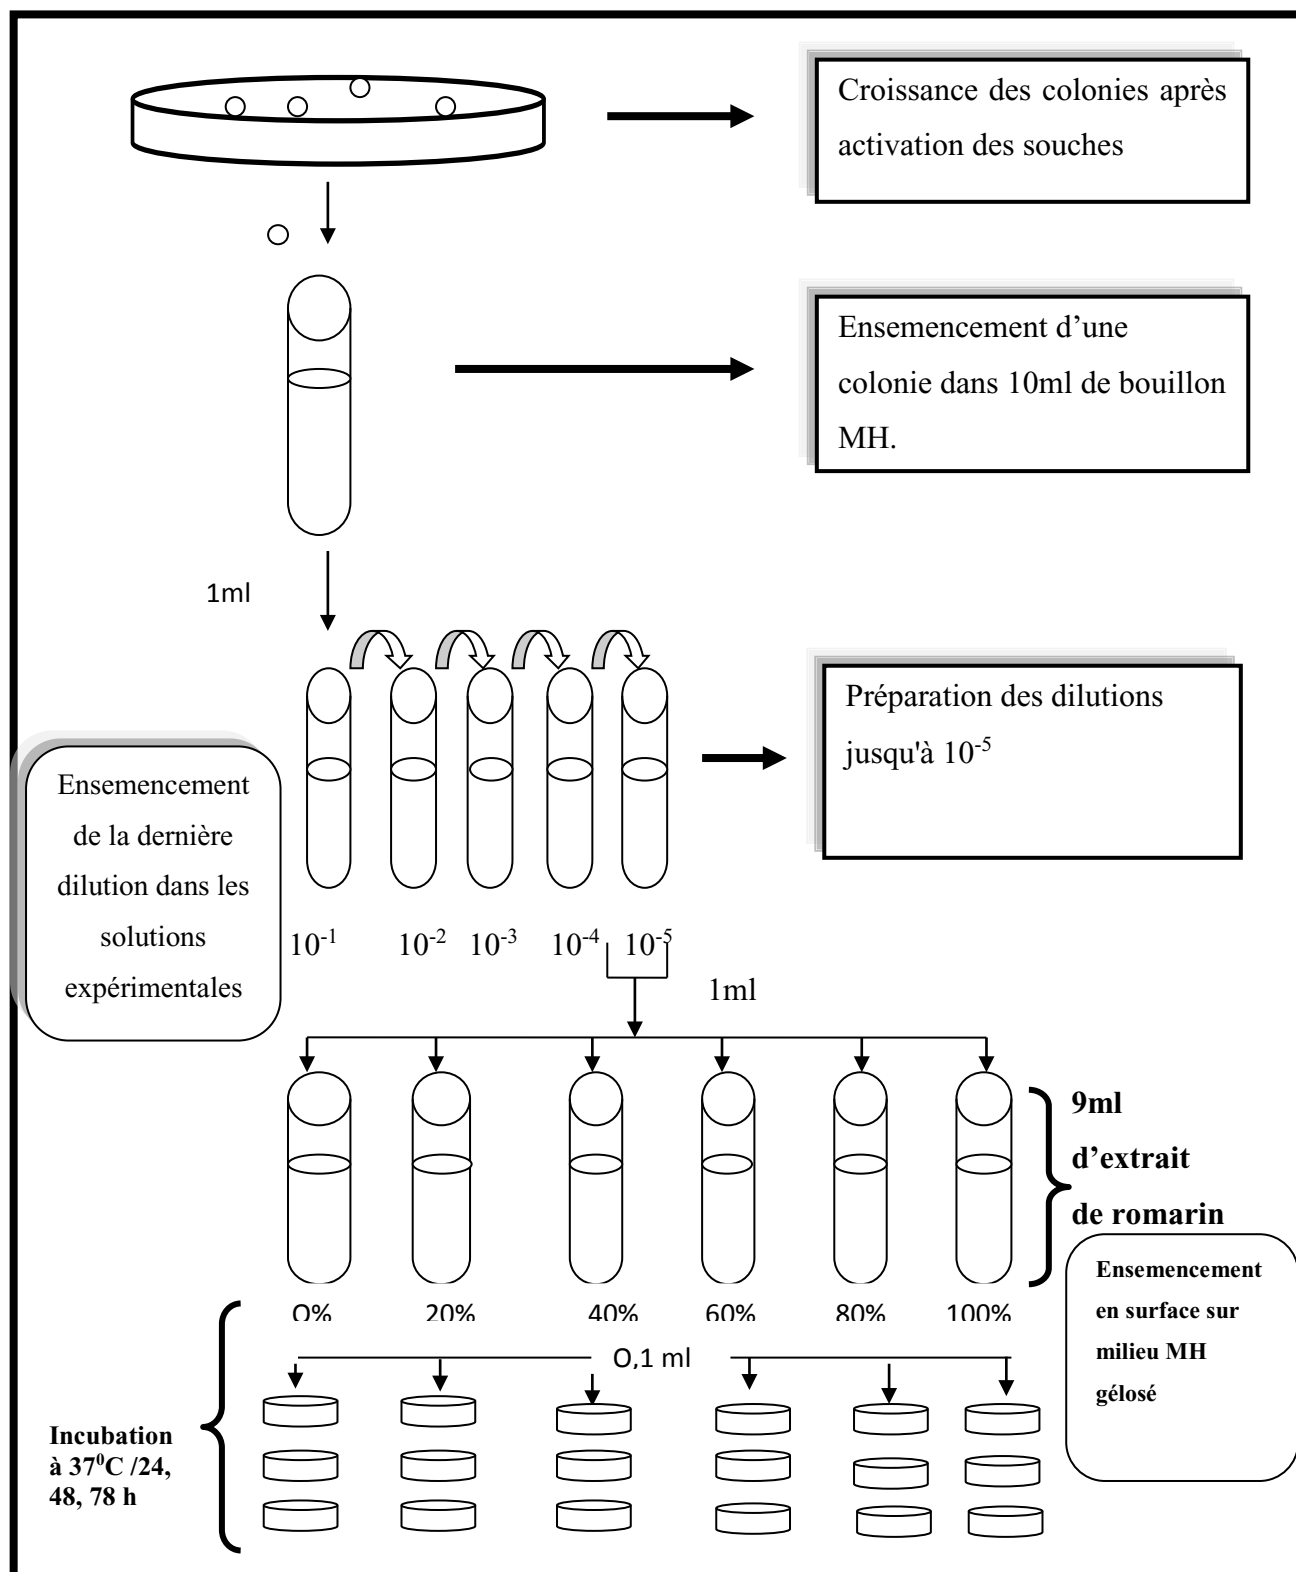 Croissance des colonies après
activation des souches
Ensemencement d’une
colonie dans 10ml de bouillon
MH.
1ml
Préparation des dilutions
jusqu'à 10⁻⁵
Ensemencement
de la dernière
dilution dans les
solutions
expérimentales
10⁻¹ 10⁻² 10⁻³ 10⁻⁴ 10⁻⁵
1ml
9ml
d’extrait
de romarin
O% 20% 40% 60% 80% 100%
Ensemencement
en surface sur
milieu MH
gélosé
O,1 ml
Incubation
à 37⁰C /24,
48, 78 h